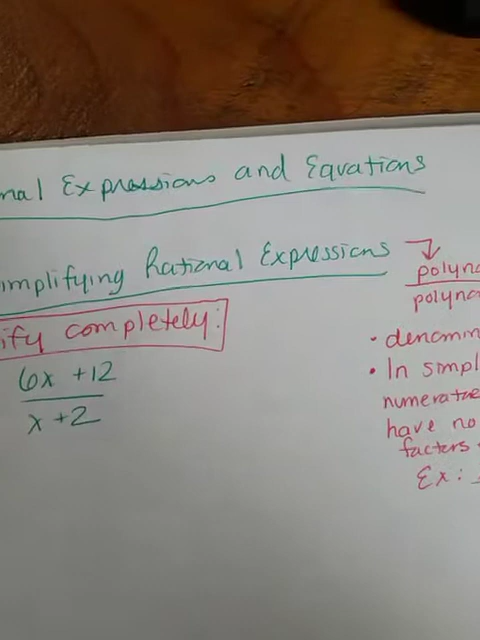 nal Expressions and Equations
implifying Rational Expressions
ify completely:
6x + 12
x + 2
polyno
polyno
• denomin
• In simpl
numerator
have no
factors
Ex: